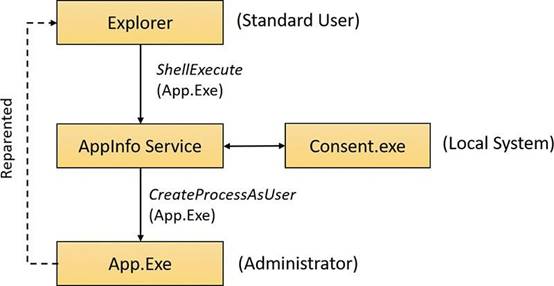 Explorer (Standard User)
ShellExecute
(App.Exe)
AppInfo Service Consent.exe (Local System)
CreateProcessAsUser
(App.Exe)
App.Exe (Administrator)
Reparented